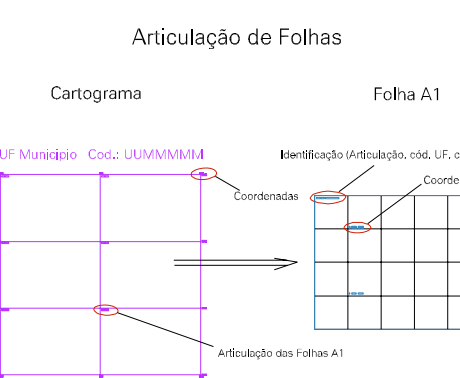 Articulação de Folhas
Cartograma
Folha A1
UF Município Cod.: UUMMMMM
Identificação (Articulação, cód, UF, c
Coordenadas
Coorde
Articulação das Folhas A1